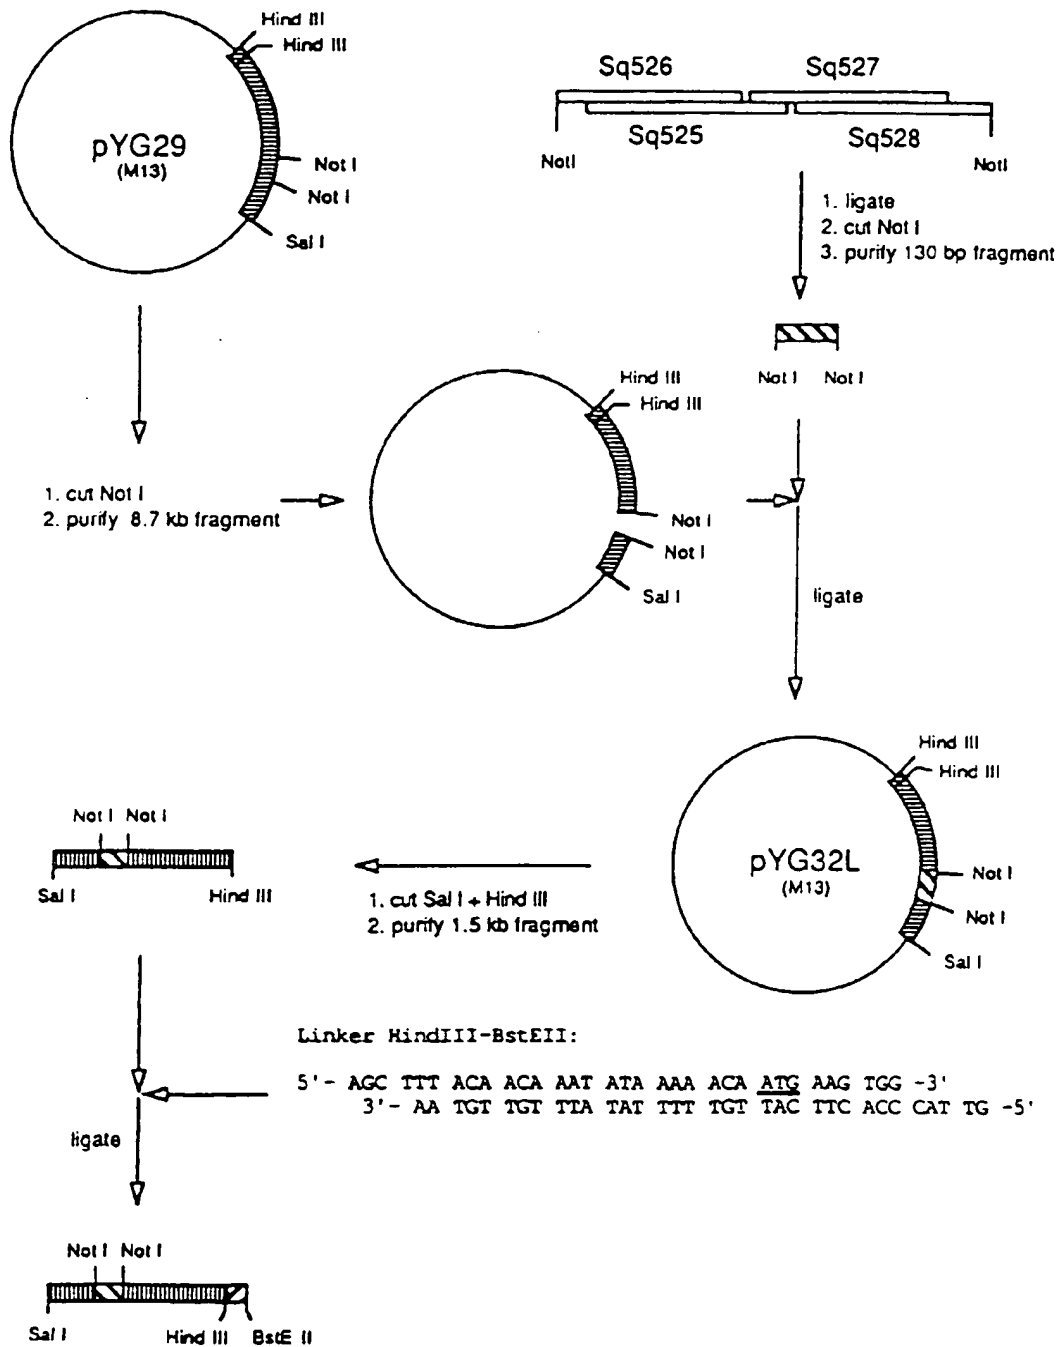 Hind III
Hind III
pYG29
(M13)
Not I
Not I
Sal I
Sq526 Sq527
Sq525 Sq528
NotI NotI
1. ligate
2. cut Not I
3. purify 130 bp fragment
Not I Not I
Hind III
Hind III
1. cut Not I
2. purify 8.7 kb fragment
Not I
Not I
Sal I
ligate
Hind III
Hind III
pYG32L
(M13)
Not I
Not I
Sal I
Not I Not I
Sal I Hind III
1. cut Sal I + Hind III
2. purify 1.5 kb fragment
Linker HindIII-BstEII:
5'- AGC TTT ACA ACA AAT ATA AAA ACA ATG AAG TGG -3'
3'- AA TGT TGT TTA TAT TTT TGT TAC TTC ACC CAT TG -5'
ligate
Not I Not I
Sal I Hind III BstE II